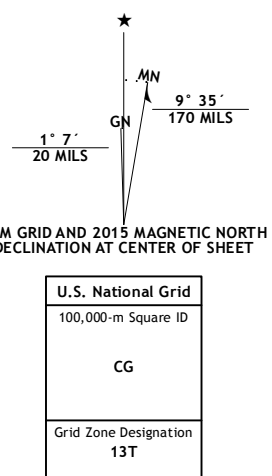 ★
MN
GN
9° 35´
170 MILS
1° 7´
20 MILS
M GRID AND 2015 MAGNETIC NORTH
DECLINATION AT CENTER OF SHEET
U.S. National Grid
100,000-m Square ID
CG
Grid Zone Designation
13T